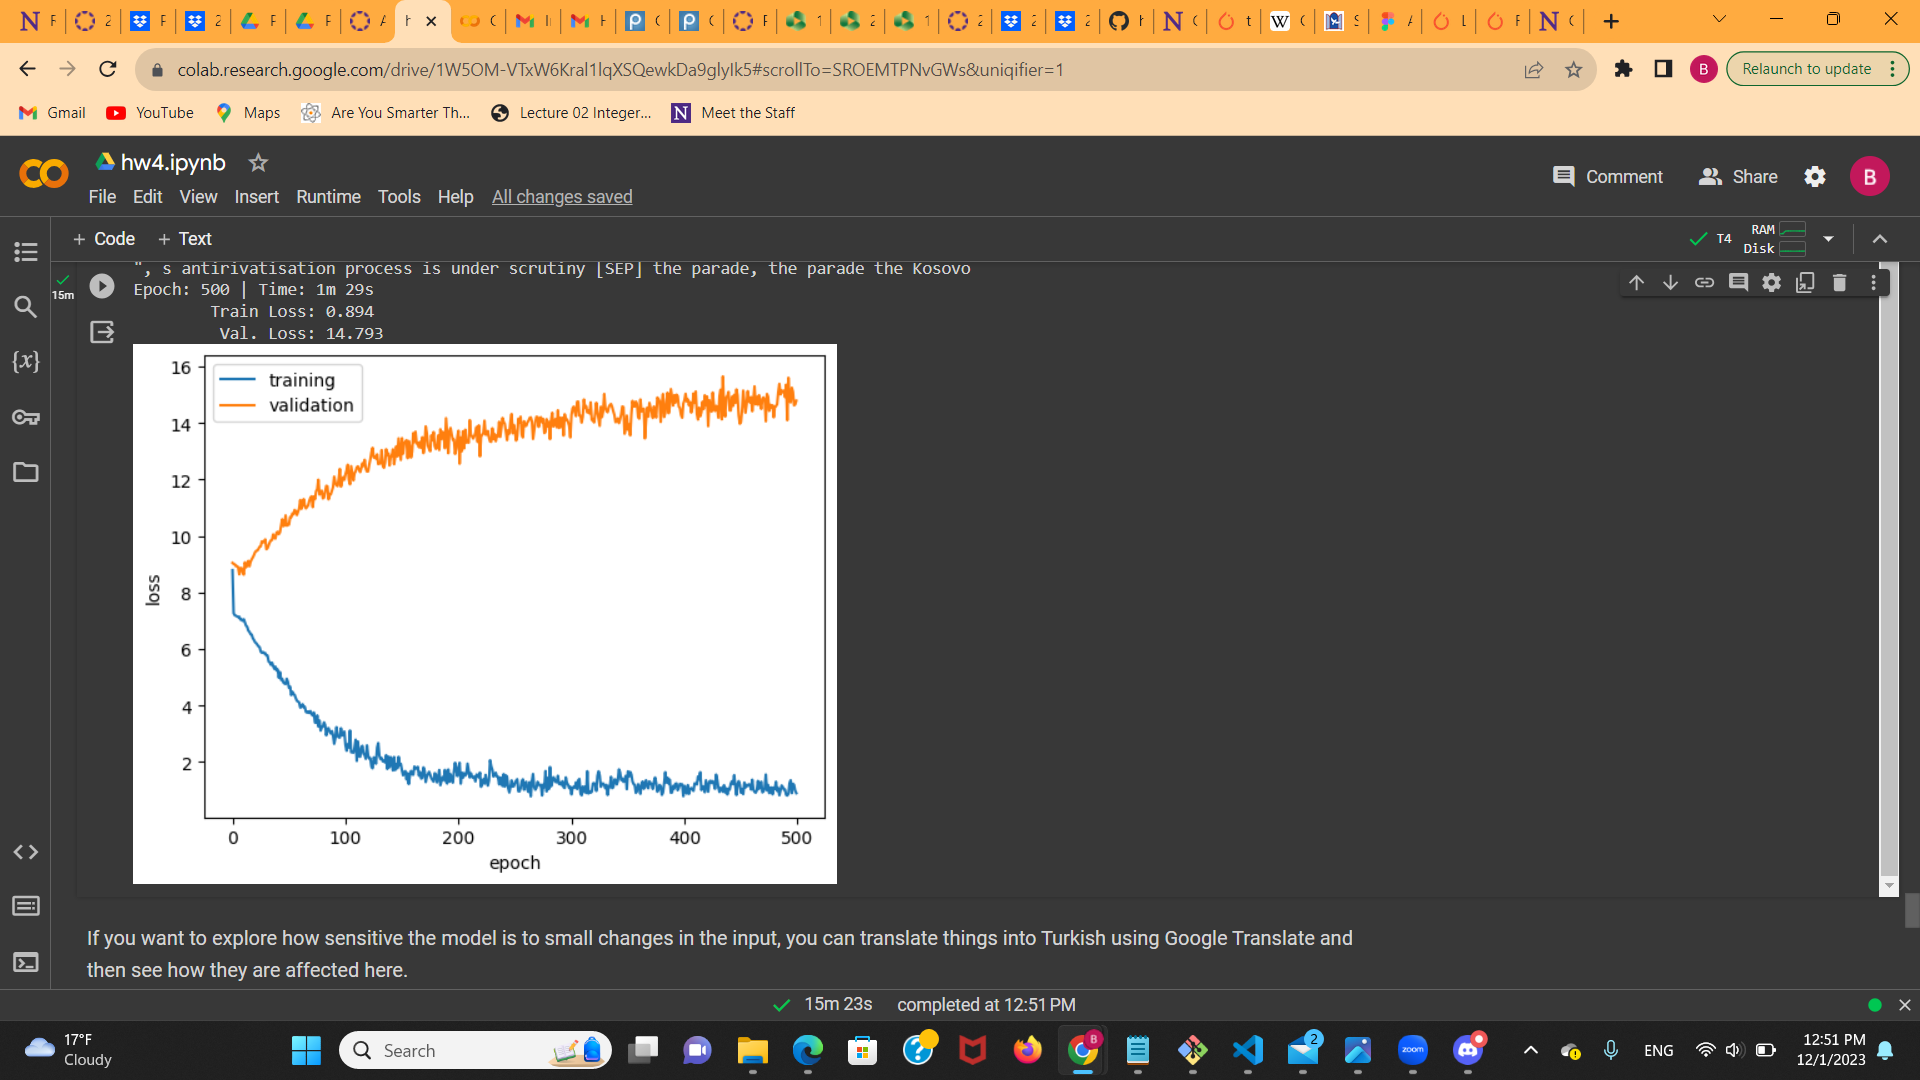 colab.research.google.com/drive/1W5OM-VTxW6Kral1lqXSQewkDa9glyIk5#scrollTo=SROEMTPNvGWs&uniqifier=1
Relaunch to update
Gmail YouTube Maps Are You Smarter Th... Lecture 02 Integer... Meet the Staff
hw4.ipynb
Comment Share B
File Edit View Insert Runtime Tools Help All changes saved
+ Code + Text
T4 RAM Disk
15m
", s antirivatisation process is under scrutiny [SEP] the parade, the parade the Kosovo
Epoch: 500 | Time: 1m 29s
Train Loss: 0.894
Val. Loss: 14.793
training
validation
16
14
12
10
8
6
4
2
loss
0 100 200 300 400 500
epoch
If you want to explore how sensitive the model is to small changes in the input, you can translate things into Turkish using Google Translate and
then see how they are affected here.
15m 23s completed at 12:51 PM
17°F
Cloudy
Search
zoom
2
ENG
12:51 PM
12/1/2023